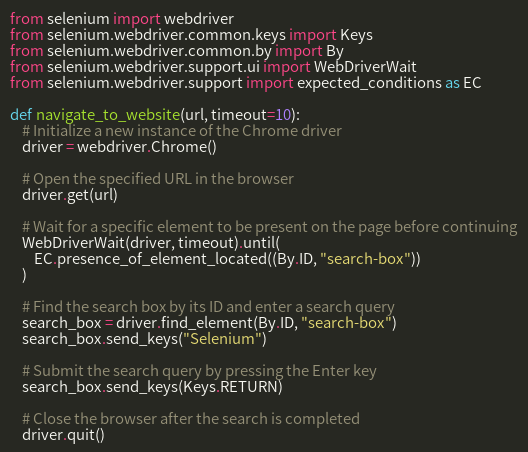 from selenium import webdriver
from selenium.webdriver.common.keys import Keys
from selenium.webdriver.common.by import By
from selenium.webdriver.support.ui import WebDriverWait
from selenium.webdriver.support import expected_conditions as EC

def navigate_to_website(url, timeout=10):
    # Initialize a new instance of the Chrome driver
    driver = webdriver.Chrome()

    # Open the specified URL in the browser
    driver.get(url)

    # Wait for a specific element to be present on the page before continuing
    WebDriverWait(driver, timeout).until(
        EC.presence_of_element_located((By.ID, "search-box"))
    )

    # Find the search box by its ID and enter a search query
    search_box = driver.find_element(By.ID, "search-box")
    search_box.send_keys("Selenium")

    # Submit the search query by pressing the Enter key
    search_box.send_keys(Keys.RETURN)

    # Close the browser after the search is completed
    driver.quit()